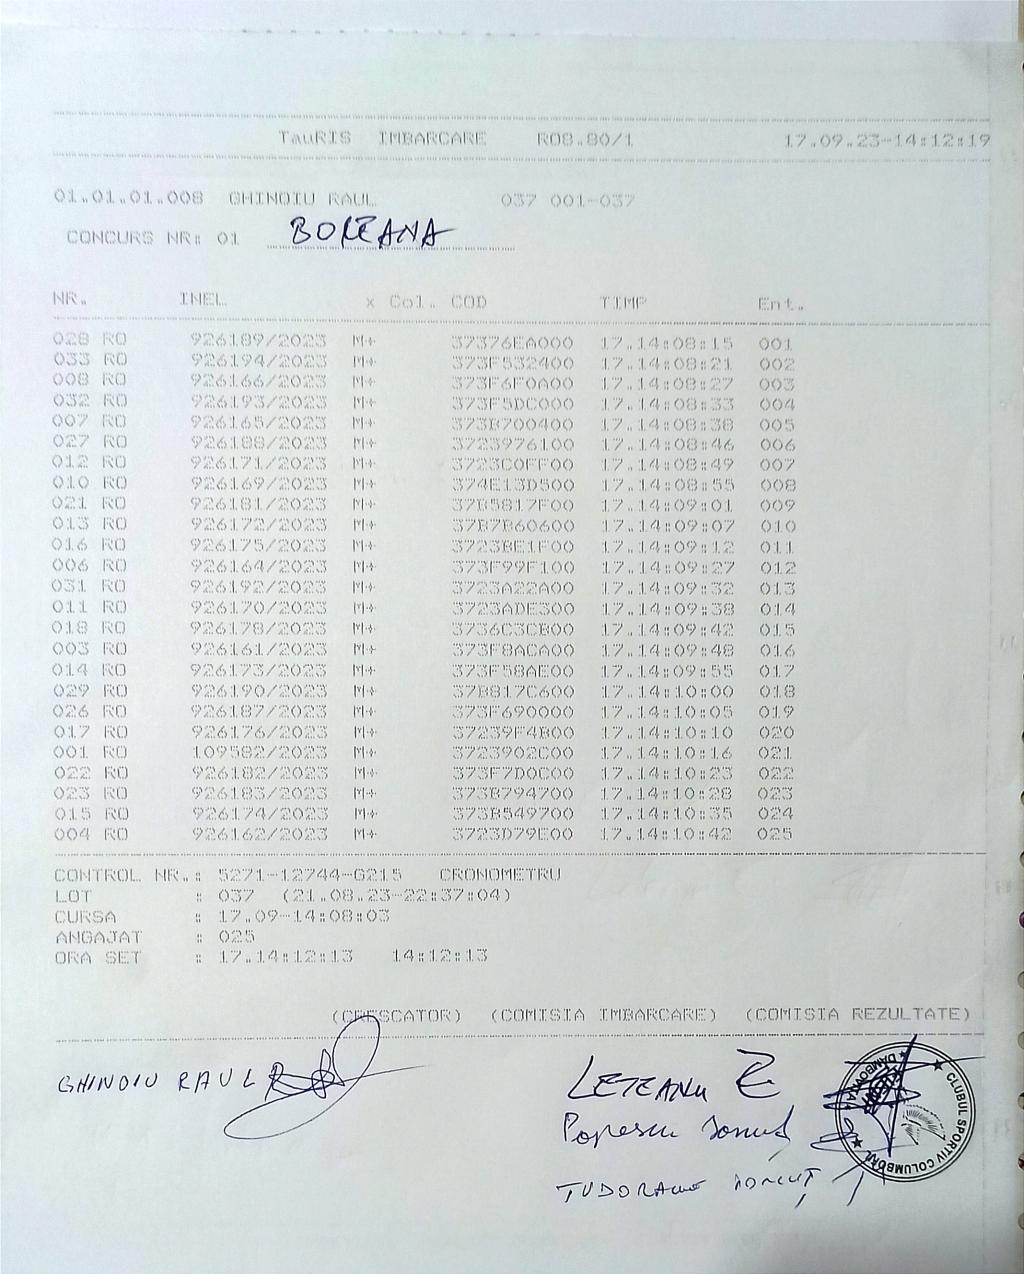 TauRIS IMBARCARE R08.80/1 17.09.23-14:12:19
01.01.01.008 GHINOIU RAUL 037 001-037
CONCURS NR: 01 BOREANA
NR. INEL x Col. COD TIMP Ent.
028 RO 926189/2023 M+ 37376EA000 17.14:08:15 001
033 RO 926194/2023 M+ 373F532400 17.14:08:21 002
008 RO 926166/2023 M+ 373F6F0A00 17.14:08:27 003
032 RO 926193/2023 M+ 373F5DC000 17.14:08:33 004
007 RO 926165/2023 M+ 373B700400 17.14:08:38 005
027 RO 926188/2023 M+ 3723976100 17.14:08:46 006
012 RO 926171/2023 M+ 3723C0FF00 17.14:08:49 007
010 RO 926169/2023 M+ 374E13D500 17.14:08:55 008
021 RO 926181/2023 M+ 37B5817F00 17.14:09:01 009
013 RO 926172/2023 M+ 37B7B60600 17.14:09:07 010
016 RO 926175/2023 M+ 3723BE1F00 17.14:09:12 011
006 RO 926164/2023 M+ 373F99F100 17.14:09:27 012
031 RO 926192/2023 M+ 3723A22A00 17.14:09:32 013
011 RO 926170/2023 M+ 3723ADE300 17.14:09:38 014
018 RO 926178/2023 M+ 3736C3CB00 17.14:09:42 015
003 RO 926161/2023 M+ 373F8ACA00 17.14:09:48 016
014 RO 926173/2023 M+ 373F58AE00 17.14:09:55 017
029 RO 926190/2023 M+ 37B817C600 17.14:10:00 018
026 RO 926187/2023 M+ 373F690000 17.14:10:05 019
017 RO 926176/2023 M+ 37239F4B00 17.14:10:10 020
001 RO 109582/2023 M+ 3723902C00 17.14:10:16 021
022 RO 926182/2023 M+ 373F7D0C00 17.14:10:23 022
023 RO 926183/2023 M+ 373B794700 17.14:10:28 023
015 RO 926174/2023 M+ 373B549700 17.14:10:35 024
004 RO 926162/2023 M+ 3723D79E00 17.14:10:42 025
CONTROL NR.: 5271-12744-G215 CRONOMETRU
LOT : 037 (21.08.23-22:37:04)
CURSA : 17.09-14:08:03
ANGAJAT : 025
ORA SET : 17.14:12:13 14:12:13
(CRESCATOR) (COMISIA IMBARCARE) (COMISIA REZULTATE)
GHINOIU RAUL
LETEANU
Popescu Ionuț
TUDORACHE IONUȚ
CLUBUL SPORTIV COLUMBONI
DÂMBOVIȚA